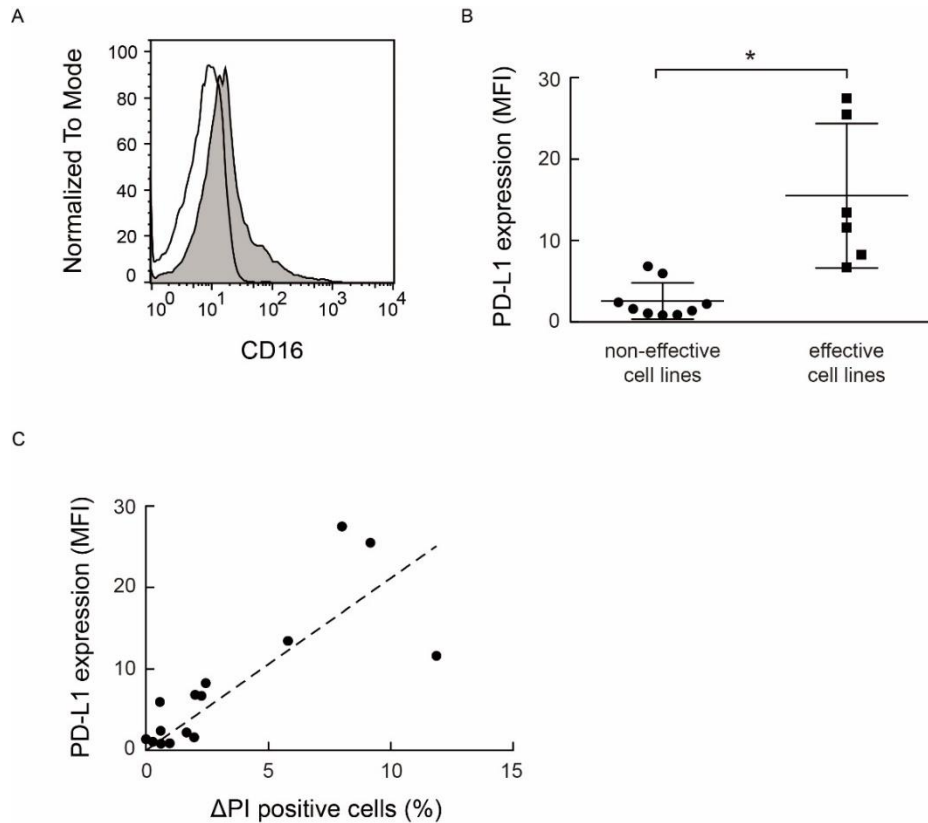 A
Normalized To Mode
100
80
60
40
20
0
10^0
10^1
10^2
10^3
10^4
CD16
B
*
PD-L1 expression (MFI)
30
20
10
0
non-effective
cell lines
effective
cell lines
C
PD-L1 expression (MFI)
30
20
10
0
0
5
10
15
ΔPI positive cells (%)